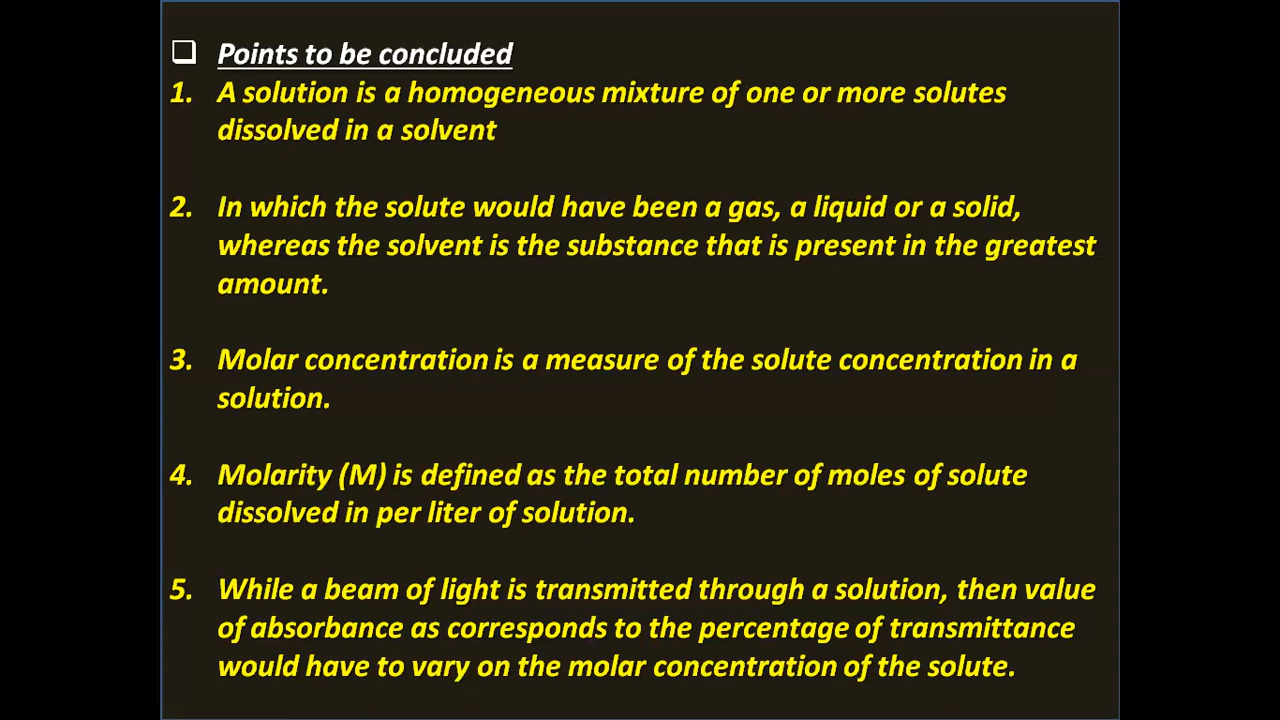 ❑ Points to be concluded
1. A solution is a homogeneous mixture of one or more solutes
dissolved in a solvent
2. In which the solute would have been a gas, a liquid or a solid,
whereas the solvent is the substance that is present in the greatest
amount.
3. Molar concentration is a measure of the solute concentration in a
solution.
4. Molarity (M) is defined as the total number of moles of solute
dissolved in per liter of solution.
5. While a beam of light is transmitted through a solution, then value
of absorbance as corresponds to the percentage of transmittance
would have to vary on the molar concentration of the solute.